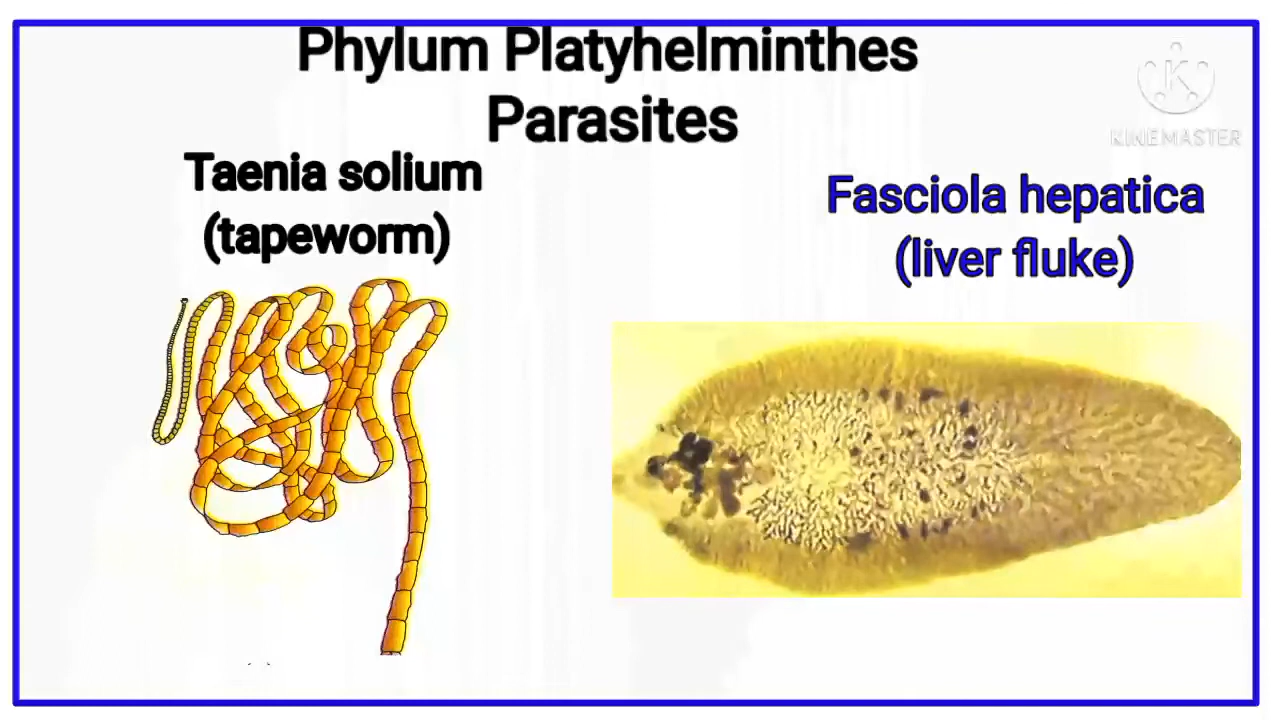 Phylum Platyhelminthes
Parasites
Taenia solium
(tapeworm)
Fasciola hepatica
(liver fluke)
K
KINEMASTER